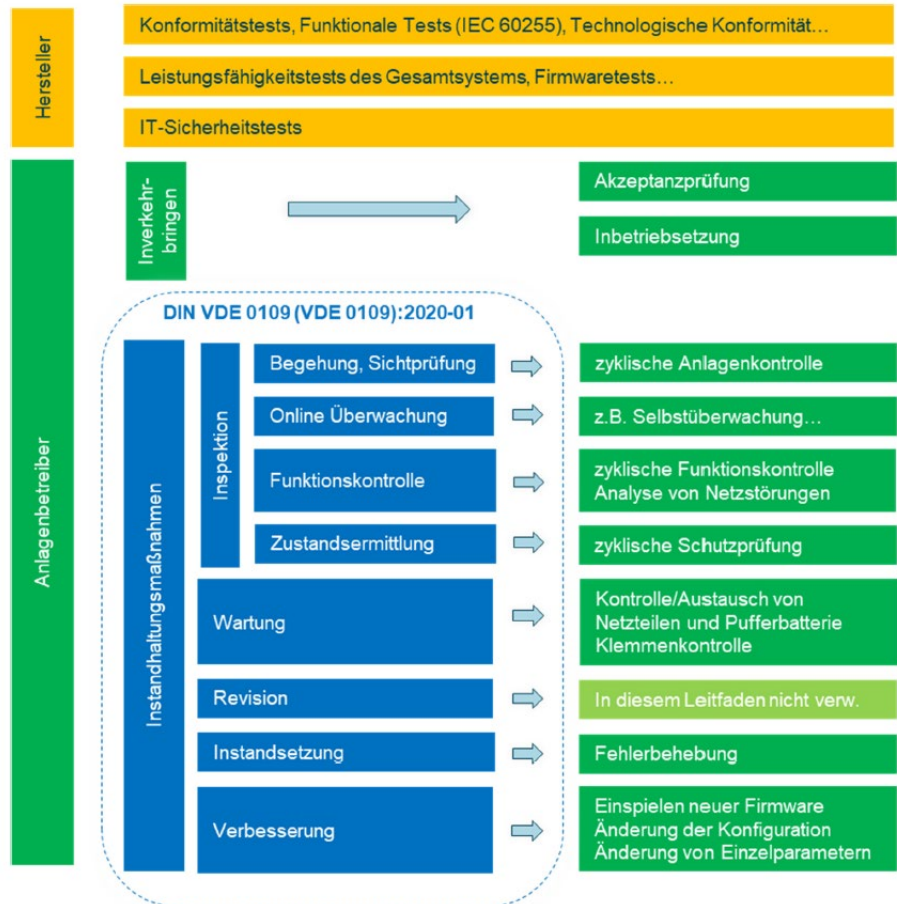 Hersteller
Konformitätstests, Funktionale Tests (IEC 60255), Technologische Konformität…
Leistungsfähigkeitstests des Gesamtsystems, Firmwaretests…
IT-Sicherheitstests
Anlagenbetreiber
Inverkehr-
bringen
Akzeptanzprüfung
Inbetriebsetzung
DIN VDE 0109 (VDE 0109):2020-01
Instandhaltungsmaßnahmen
Inspektion
Begehung, Sichtprüfung
zyklische Anlagenkontrolle
Online Überwachung
z.B. Selbstüberwachung…
Funktionskontrolle
zyklische Funktionskontrolle
Analyse von Netzstörungen
Zustandsermittlung
zyklische Schutzprüfung
Wartung
Kontrolle/Austausch von
Netzteilen und Pufferbatterie
Klemmenkontrolle
Revision
In diesem Leitfaden nicht verw.
Instandsetzung
Fehlerbehebung
Verbesserung
Einspielen neuer Firmware
Änderung der Konfiguration
Änderung von Einzelparametern